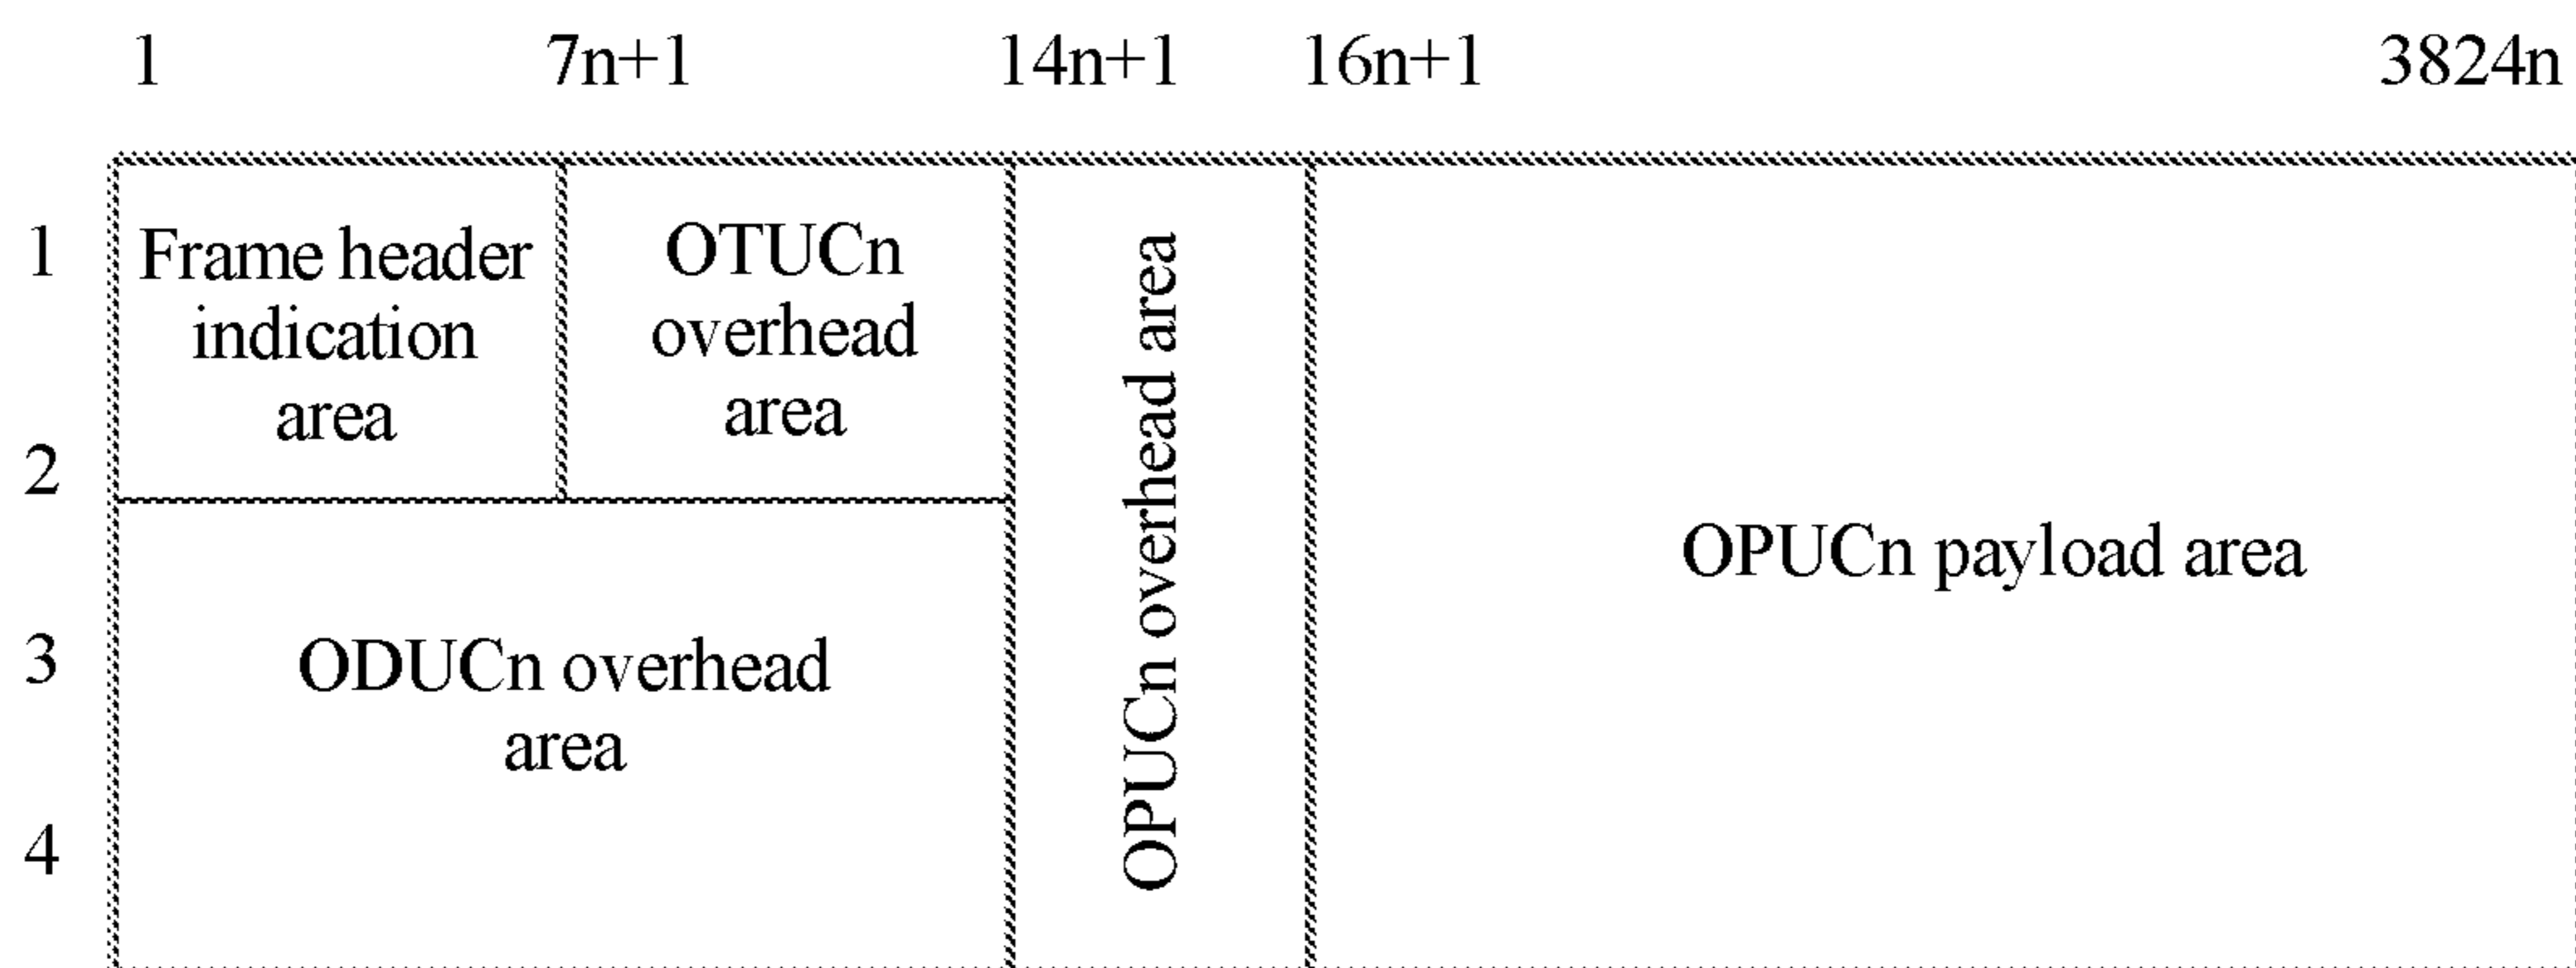 1 7n+1 14n+1 16n+1 3824n
1
Frame header
indication
area
OTUCn
overhead
area
2
3
ODUCn overhead
area
4
OPUCn overhead area
OPUCn payload area